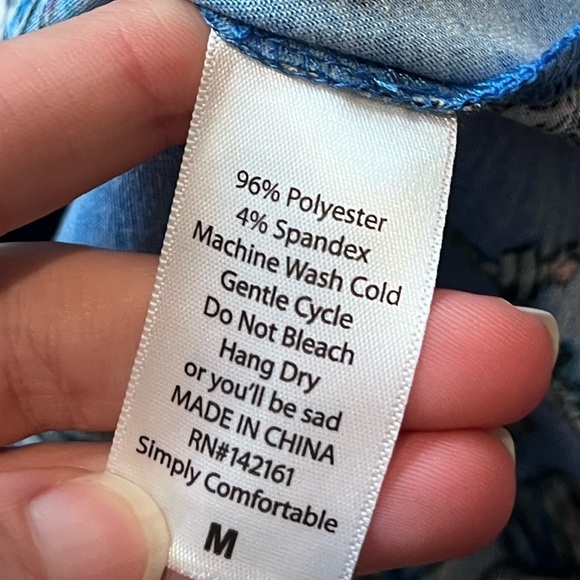 96% Polyester
4% Spandex
Machine Wash Cold
Gentle Cycle
Do Not Bleach
Hang Dry
or you'll be sad
MADE IN CHINA
RN#142161
Simply Comfortable
M